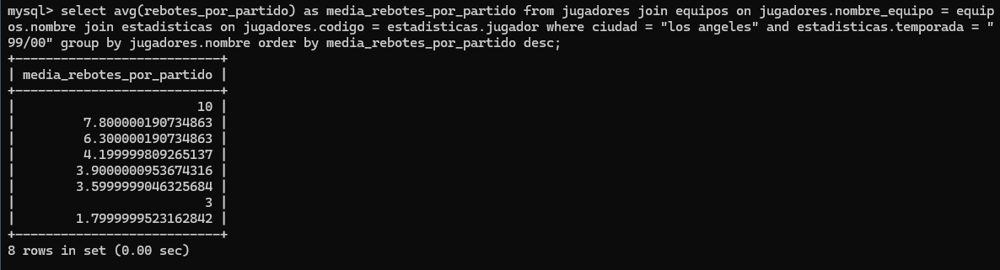 mysql> select avg(rebotes_por_partido) as media_rebotes_por_partido from jugadores join equipos on jugadores.nombre_equipo = equip
os.nombre join estadisticas on jugadores.codigo = estadisticas.jugador where ciudad = "los angeles" and estadisticas.temporada = "
99/00" group by jugadores.nombre order by media_rebotes_por_partido desc;
+---------------------------+
| media_rebotes_por_partido |
+---------------------------+
|                        10 |
|         7.800000190734863 |
|         6.300000190734863 |
|         4.199999809265137 |
|        3.9000000953674316 |
|        3.5999999046325684 |
|                         3 |
|        1.7999999523162842 |
+---------------------------+
8 rows in set (0.00 sec)